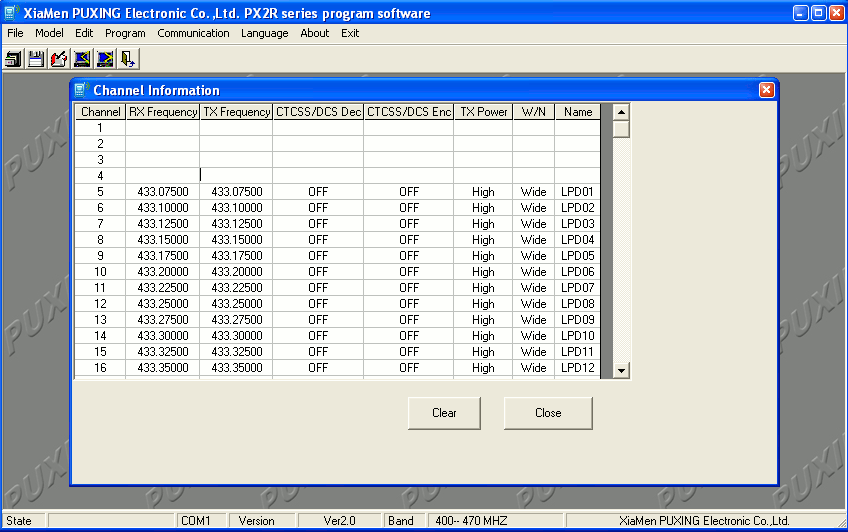 XiaMen PUXING Electronic Co.,Ltd. PX2R series program software
File Model Edit Program Communication Language About Exit
Channel Information
Channel RX Frequency TX Frequency CTCSS/DCS Dec CTCSS/DCS Enc TX Power W/N Name
1
2
3
4
5 433.07500 433.07500 OFF OFF High Wide LPD01
6 433.10000 433.10000 OFF OFF High Wide LPD02
7 433.12500 433.12500 OFF OFF High Wide LPD03
8 433.15000 433.15000 OFF OFF High Wide LPD04
9 433.17500 433.17500 OFF OFF High Wide LPD05
10 433.20000 433.20000 OFF OFF High Wide LPD06
11 433.22500 433.22500 OFF OFF High Wide LPD07
12 433.25000 433.25000 OFF OFF High Wide LPD08
13 433.27500 433.27500 OFF OFF High Wide LPD09
14 433.30000 433.30000 OFF OFF High Wide LPD10
15 433.32500 433.32500 OFF OFF High Wide LPD11
16 433.35000 433.35000 OFF OFF High Wide LPD12
Clear Close
State COM1 Version Ver2.0 Band 400-- 470 MHZ XiaMen PUXING Electronic Co.,Ltd.